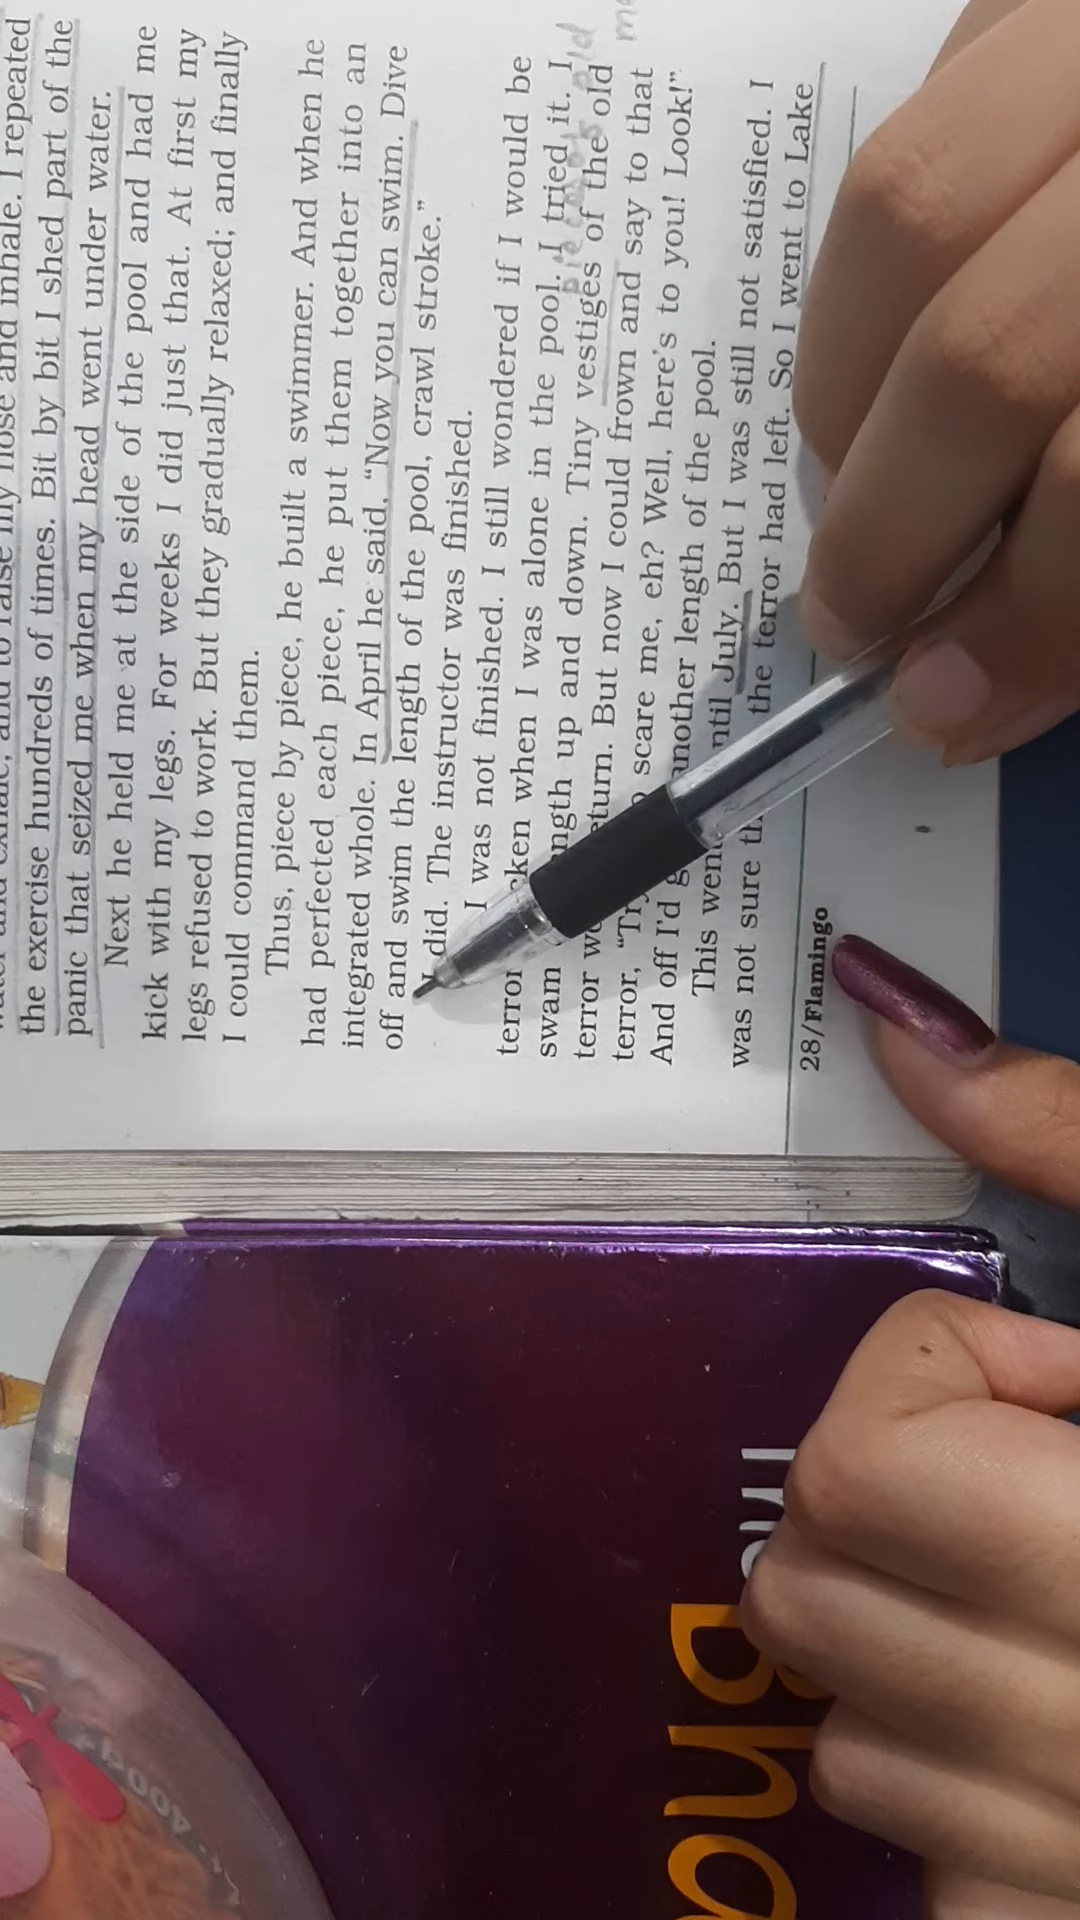 nose and inhale. I repeated
the exercise hundreds of times. Bit by bit I shed part of the
panic that seized me when my head went under water.
Next he held me at the side of the pool and had me
kick with my legs. For weeks I did just that. At first my
legs refused to work. But they gradually relaxed; and finally
I could command them.
Thus, piece by piece, he built a swimmer. And when he
had perfected each piece, he put them together into an
integrated whole. In April he said, “Now you can swim. Dive
off and swim the length of the pool, crawl stroke.”
I did. The instructor was finished.
I was not finished. I still wondered if I would be
when I was alone in the pool. I tried it. I
swam up and down. Tiny vestiges of the old
old
terror return. But now I could frown and say to that
terror, “Try scare me, eh? Well, here’s to you! Look!”
And off I’d another length of the pool.
This went until July. But I was still not satisfied. I
was not sure the terror had left. So I went to Lake
28/Flamingo
400g